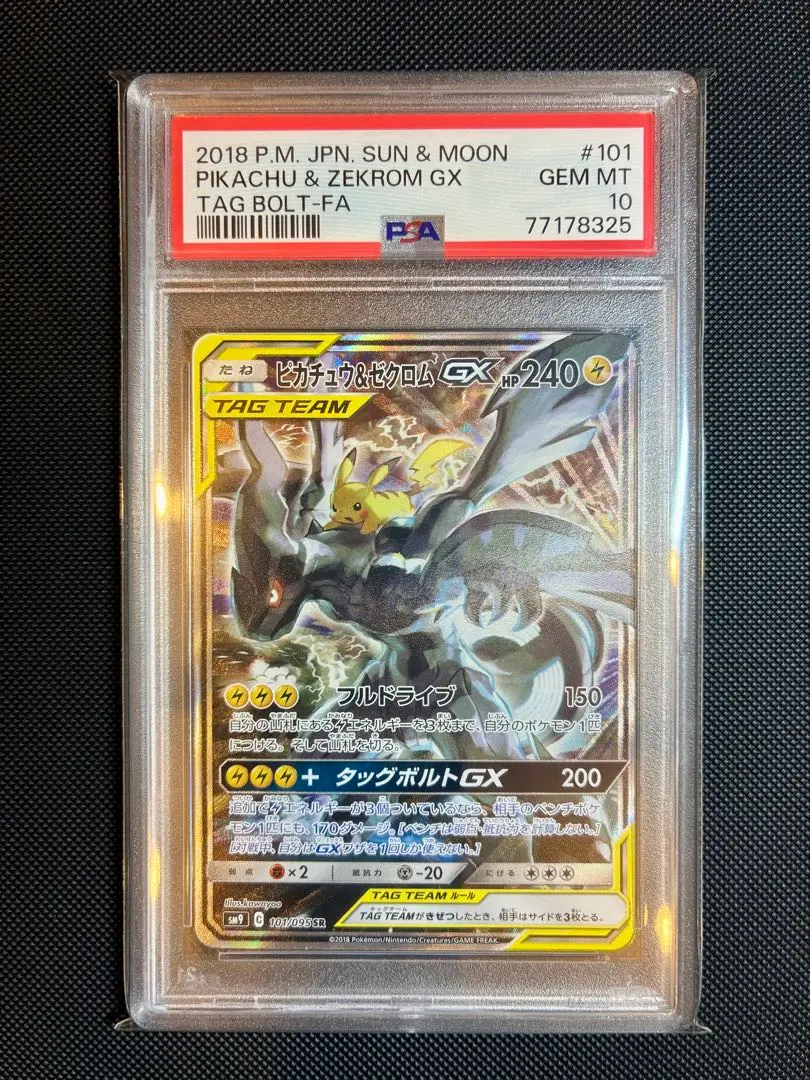 2018 P.M. JPN. SUN & MOON #101
PIKACHU & ZEKROM GX GEM MT
TAG BOLT-FA 10
PSA 77178325
たね ピカチュウ&ゼクロムGX HP240
TAG TEAM
フルドライブ 150
自分の山札にあるエネルギーを3枚まで、自分のポケモン1匹
につける。そして山札を切る。
+ タッグボルトGX 200
追加でエネルギーが3個ついているなら、相手のベンチポケ
モン1匹にも、170ダメージ。[ベンチは弱点・抵抗力を計算しない。]
[対戦中、自分はGXワザを1回しか使えない。]
弱点 ×2 抵抗力 -20 にげる
TAG TEAM ルール
TAG TEAMがきぜつしたとき、相手はサイドを3枚とる。
Illus.kawayoo
sm9 C 101/095 SR
©2018 Pokémon/Nintendo/Creatures/GAME FREAK